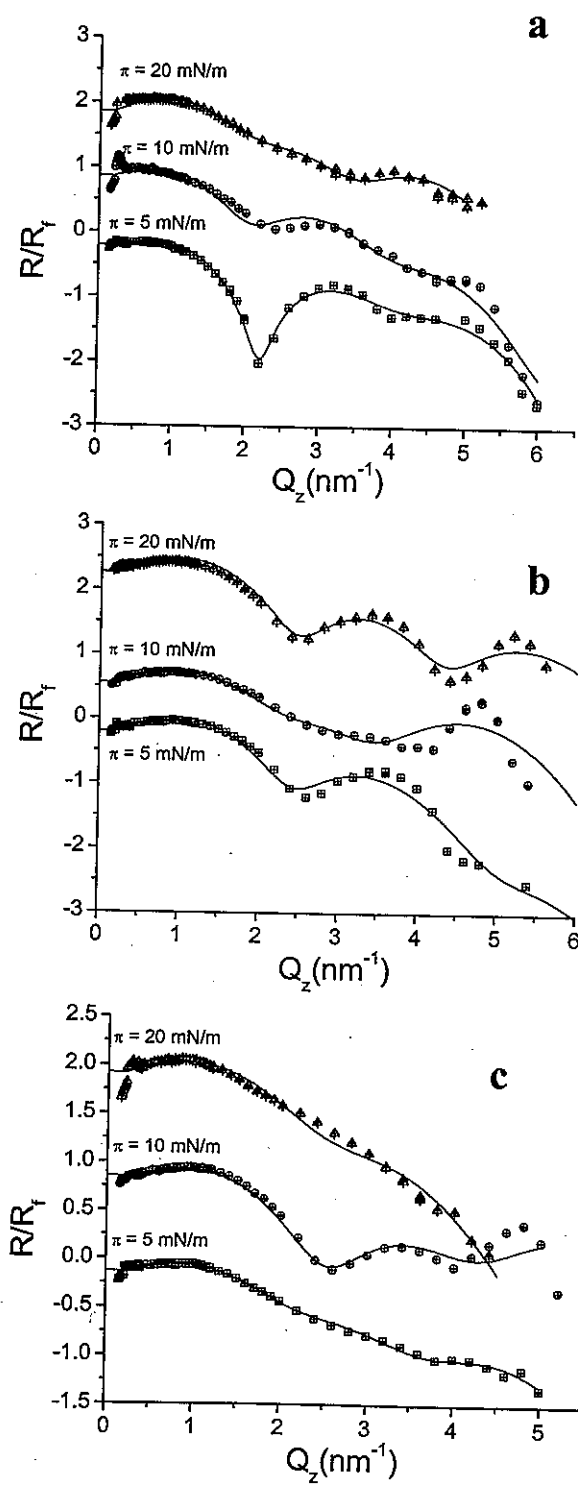 a
π = 20 mN/m
π = 10 mN/m
π = 5 mN/m
R/R_f
3
2
1
0
-1
-2
-3
0 1 2 3 4 5 6
Q_z(nm⁻¹)
b
π = 20 mN/m
π = 10 mN/m
π = 5 mN/m
R/R_f
3
2
1
0
-1
-2
-3
0 1 2 3 4 5 6
Q_z(nm⁻¹)
c
π = 20 mN/m
π = 10 mN/m
π = 5 mN/m
R/R_f
2.5
2.0
1.5
1.0
0.5
0.0
-0.5
-1.0
-1.5
0 1 2 3 4 5
Q_z(nm⁻¹)